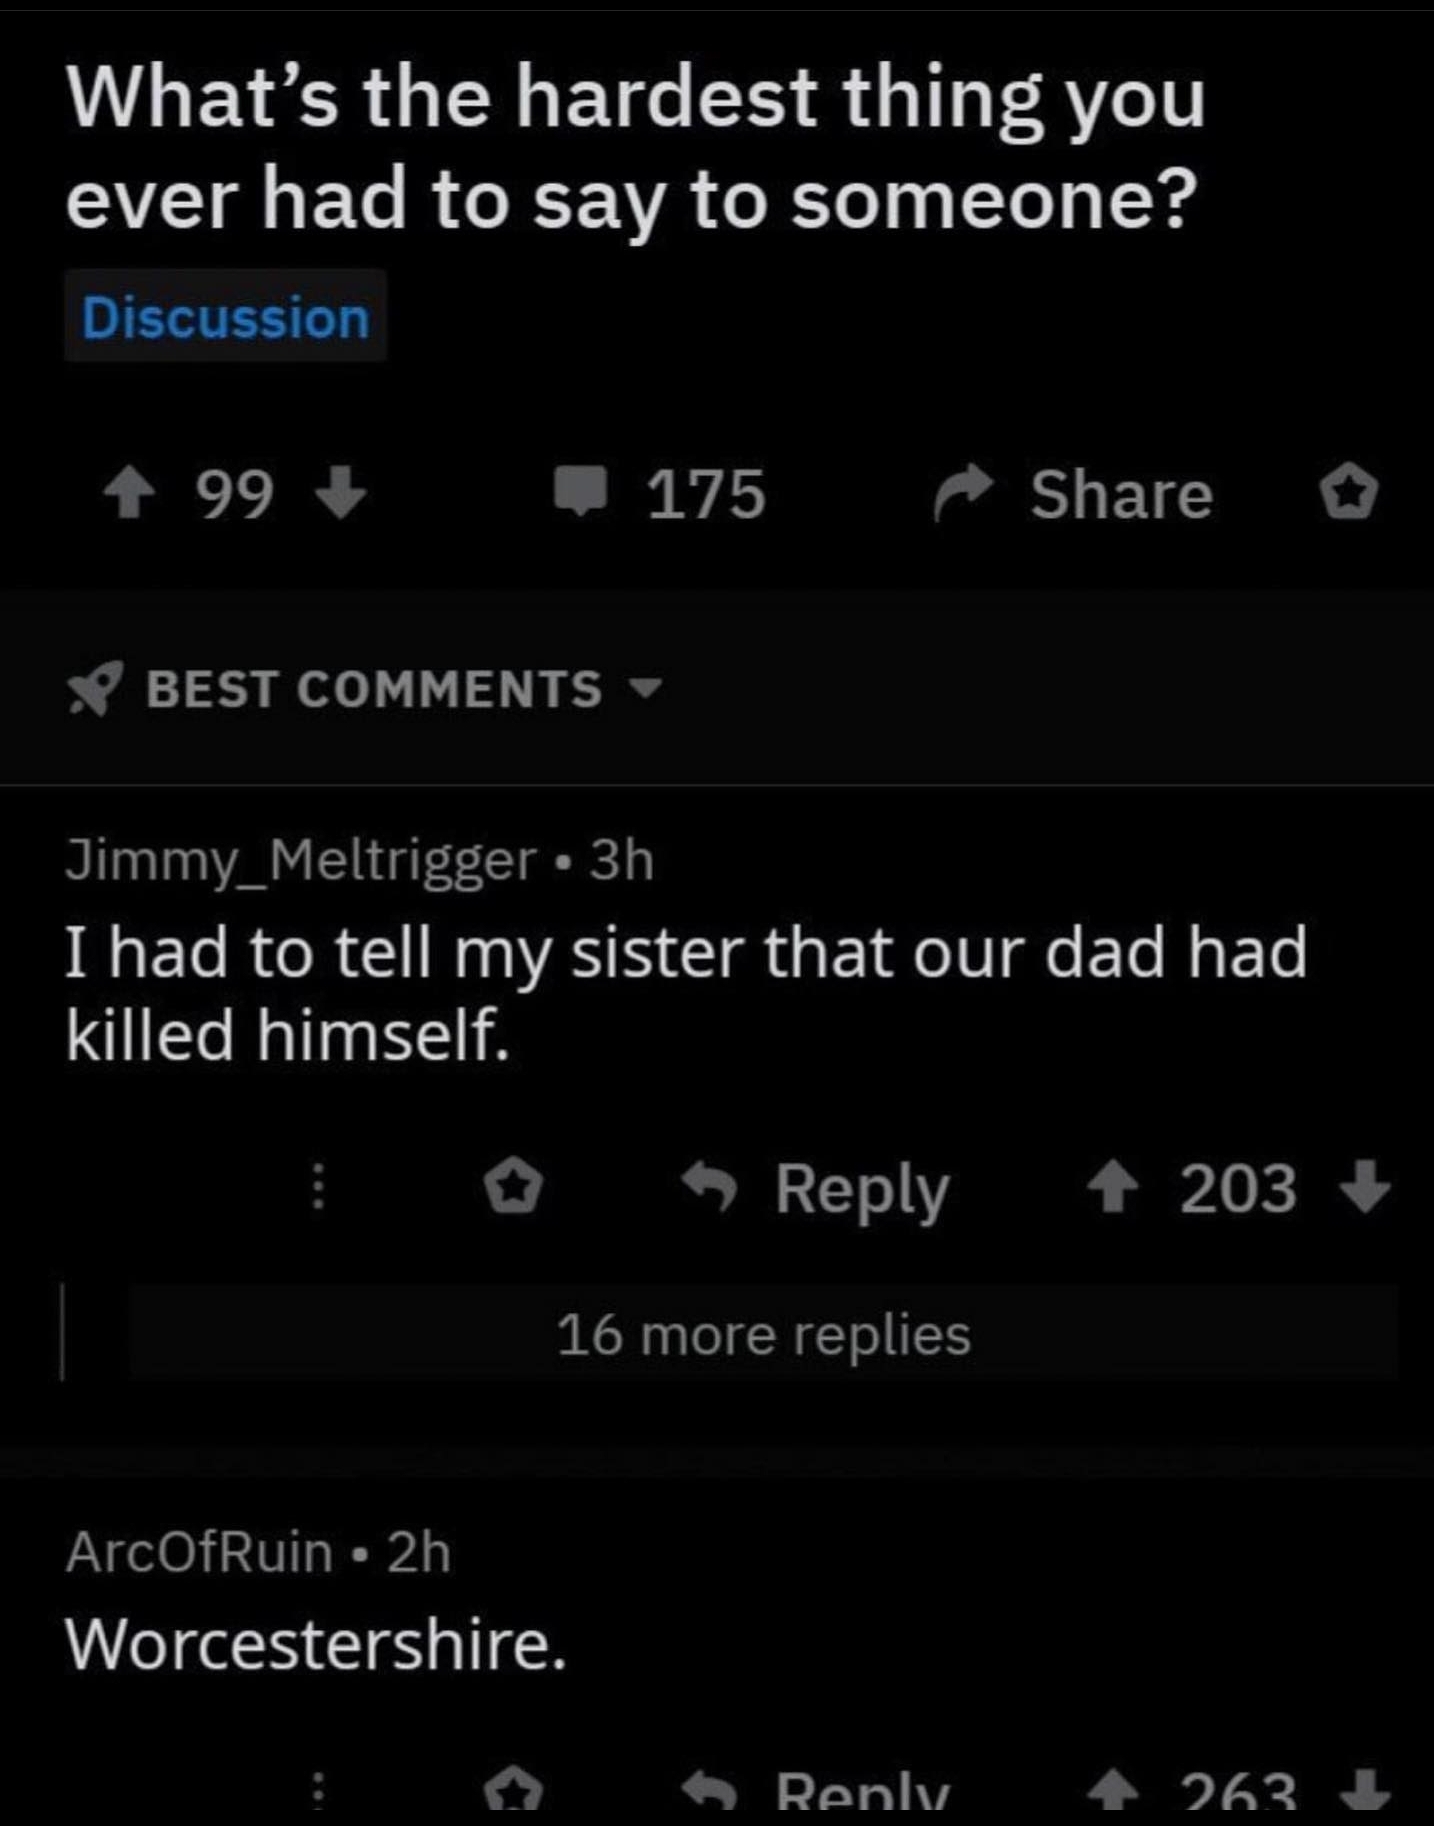 What’s the hardest thing you
ever had to say to someone?
Discussion
99
175
Share
BEST COMMENTS
Jimmy_Meltrigger • 3h
I had to tell my sister that our dad had
killed himself.
Reply
203
16 more replies
ArcOfRuin • 2h
Worcestershire.
Reply
263